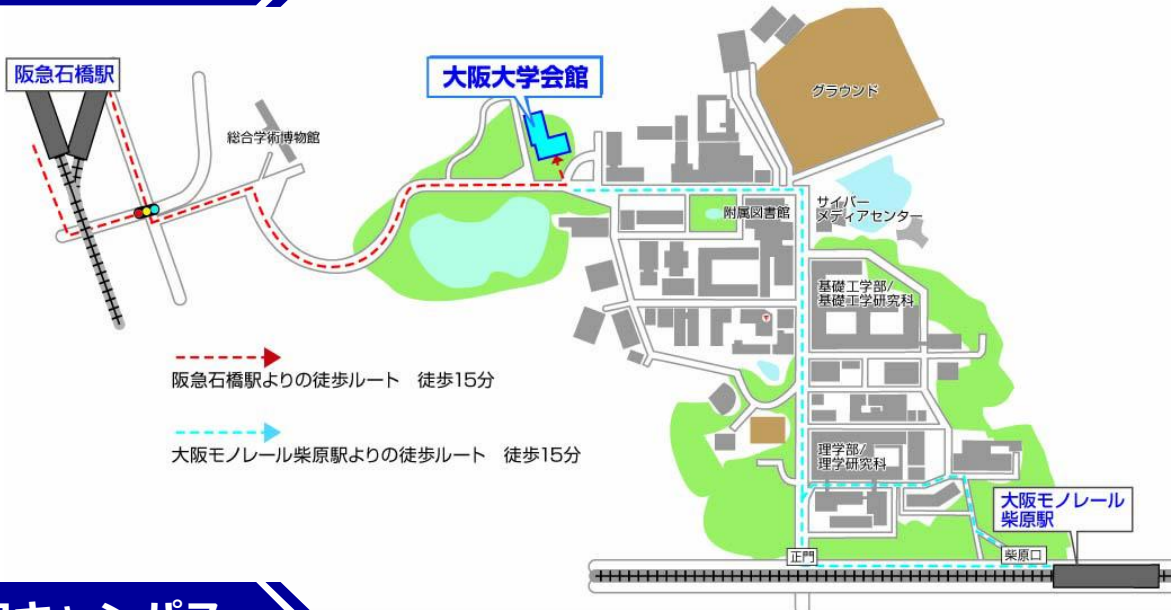 阪急石橋駅
大阪大学会館
グラウンド
総合学術博物館
附属図書館
サイバー
メディアセンター
基礎工学部/
基礎工学研究科
阪急石橋駅よりの徒歩ルート　徒歩15分
大阪モノレール柴原駅よりの徒歩ルート　徒歩15分
理学部/
理学研究科
大阪モノレール
柴原駅
正門
柴原口
キャンパス